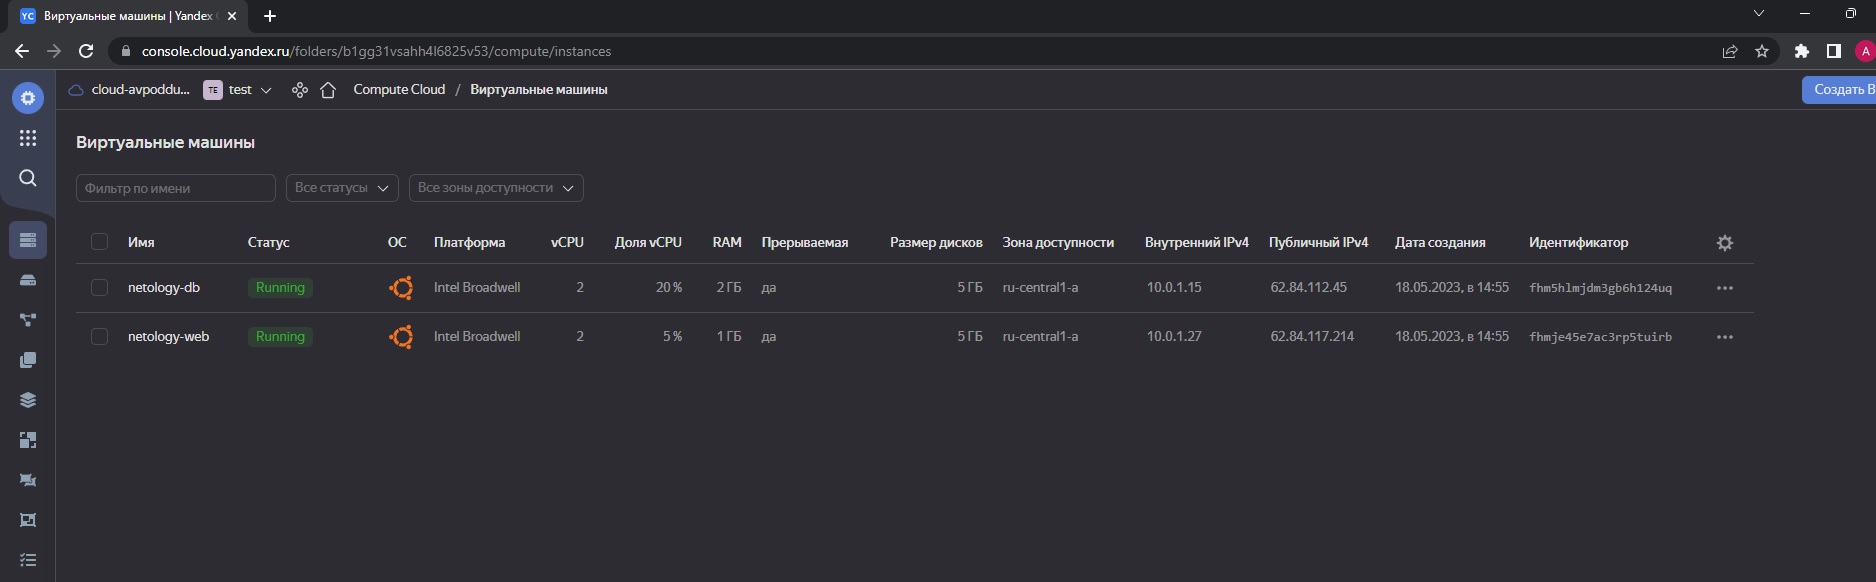 YC Виртуальные машины | Yandex
console.cloud.yandex.ru/folders/b1gg31vsahh4l6825v53/compute/instances
A
cloud-avpoddu... TE test Compute Cloud / Виртуальные машины Создать В
Виртуальные машины
Фильтр по имени Все статусы Все зоны доступности
Имя Статус ОС Платформа vCPU Доля vCPU RAM Прерываемая Размер дисков Зона доступности Внутренний IPv4 Публичный IPv4 Дата создания Идентификатор
netology-db Running Intel Broadwell 2 20 % 2 ГБ да 5 ГБ ru-central1-a 10.0.1.15 62.84.112.45 18.05.2023, в 14:55 fhm5hlmjdm3gb6h124uq
netology-web Running Intel Broadwell 2 5 % 1 ГБ да 5 ГБ ru-central1-a 10.0.1.27 62.84.117.214 18.05.2023, в 14:55 fhmje45e7ac3rp5tuirb